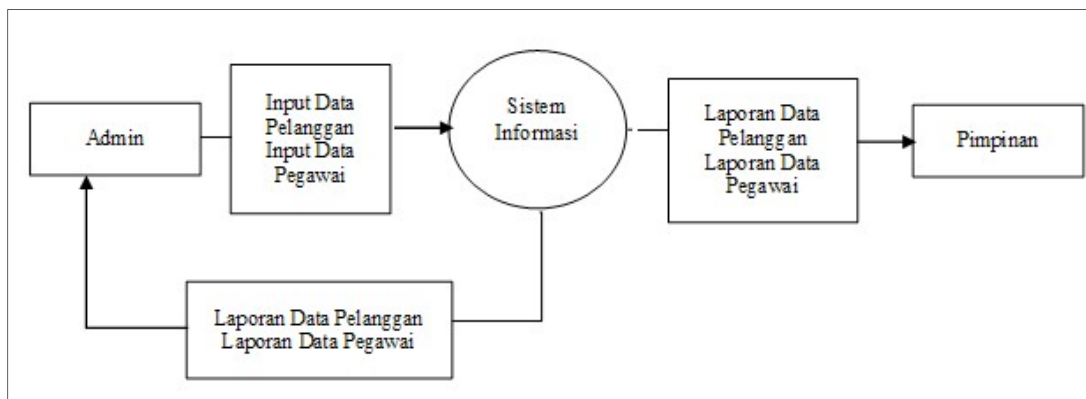 Admin
Input Data
Pelanggan
Input Data
Pegawai
Sistem
Informasi
Laporan Data
Pelanggan
Laporan Data
Pegawai
Pimpinan
Laporan Data Pelanggan
Laporan Data Pegawai